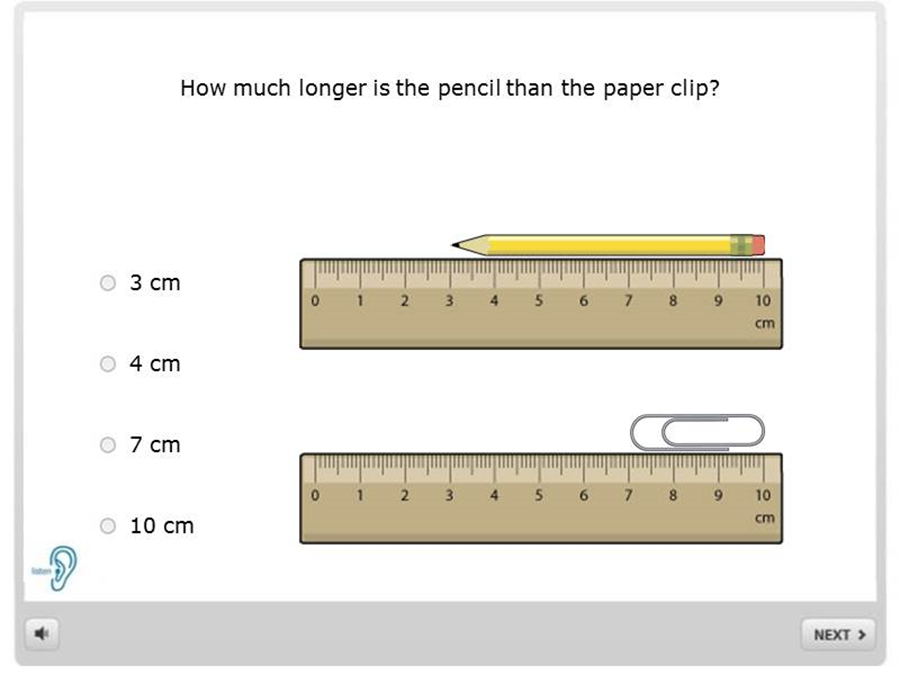 How much longer is the pencil than the paper clip?
3 cm
4 cm
7 cm
10 cm
0 1 2 3 4 5 6 7 8 9 10
cm
0 1 2 3 4 5 6 7 8 9 10
cm
listen
NEXT